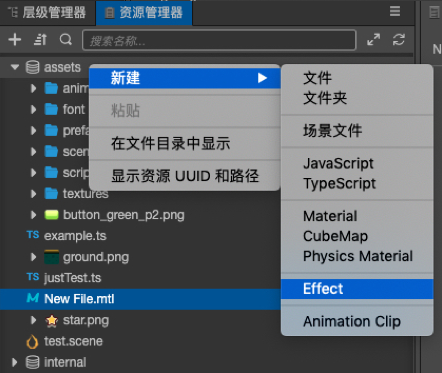 层级管理器
资源管理器
搜索名称...
assets
anim
font
prefa
scen
scrip
textures
button_green_p2.png
TS example.ts
ground.png
TS justTest.ts
New File.mtl
star.png
test.scene
internal
新建
粘贴
在文件目录中显示
显示资源 UUID 和路径
文件
文件夹
场景文件
JavaScript
TypeScript
Material
CubeMap
Physics Material
Effect
Animation Clip
N